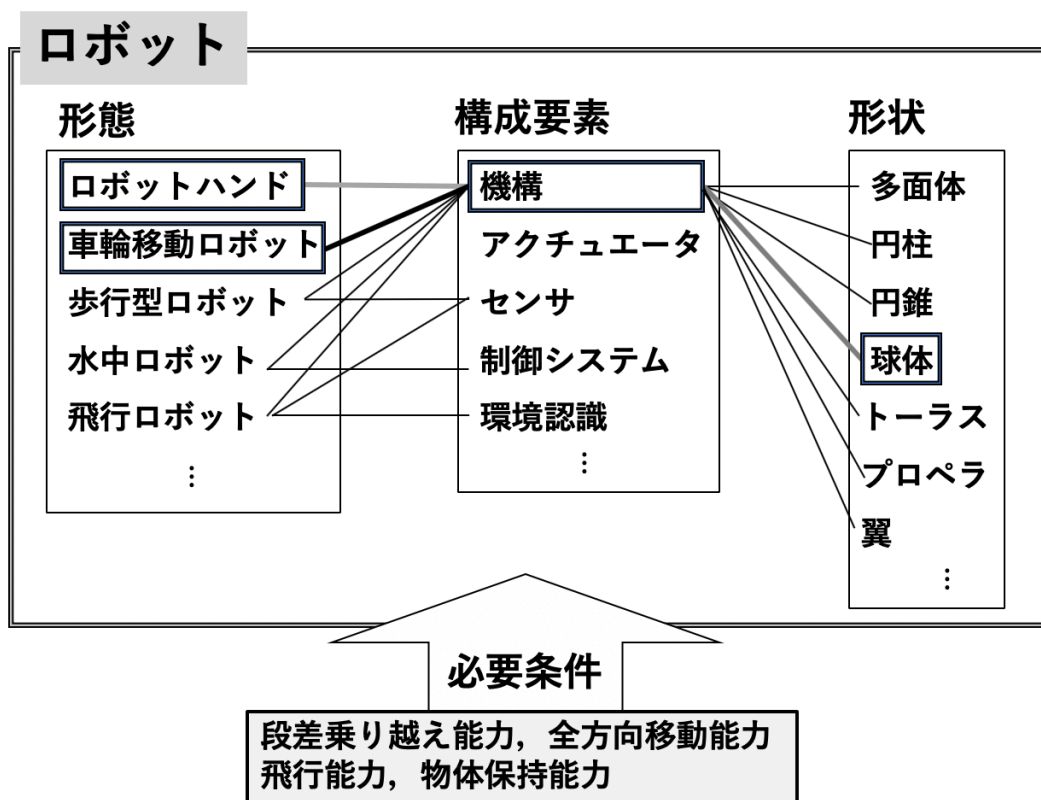 ロボット
形態
ロボットハンド
車輪移動ロボット
歩行型ロボット
水中ロボット
飛行ロボット
⋮
構成要素
機構
アクチュエータ
センサ
制御システム
環境認識
⋮
形状
多面体
円柱
円錐
球体
トーラス
プロペラ
翼
⋮
必要条件
段差乗り越え能力，全方向移動能力
飛行能力，物体保持能力